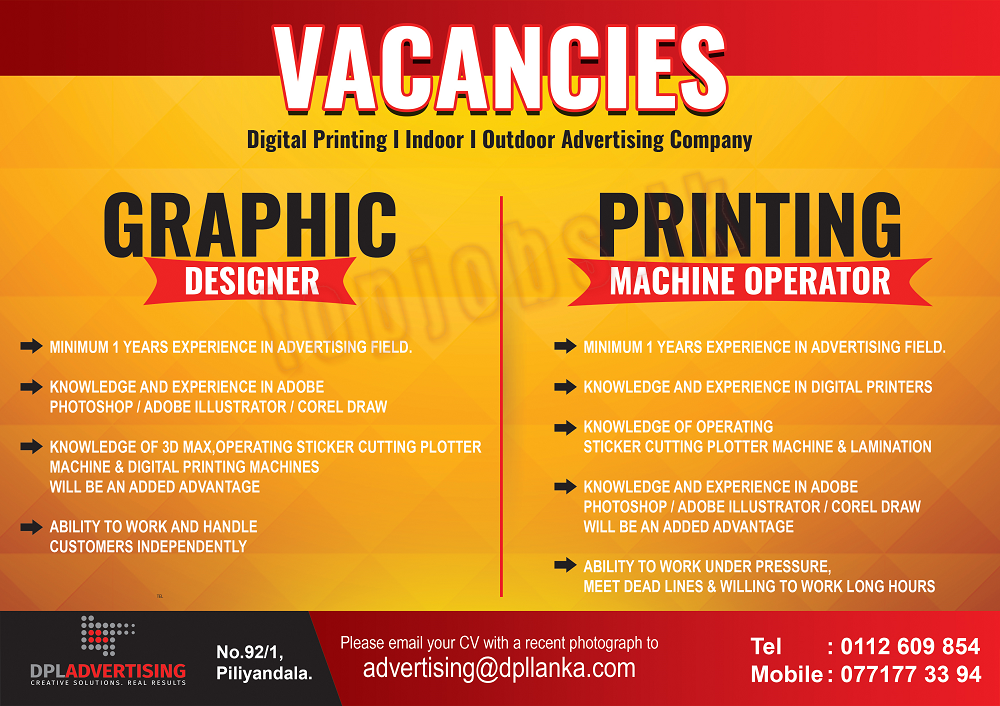 VACANCIES
Digital Printing I Indoor I Outdoor Advertising Company
GRAPHIC
DESIGNER
MINIMUM 1 YEARS EXPERIENCE IN ADVERTISING FIELD.
KNOWLEDGE AND EXPERIENCE IN ADOBE
PHOTOSHOP / ADOBE ILLUSTRATOR / COREL DRAW
KNOWLEDGE OF 3D MAX,OPERATING STICKER CUTTING PLOTTER
MACHINE & DIGITAL PRINTING MACHINES
WILL BE AN ADDED ADVANTAGE
ABILITY TO WORK AND HANDLE
CUSTOMERS INDEPENDENTLY
PRINTING
MACHINE OPERATOR
MINIMUM 1 YEARS EXPERIENCE IN ADVERTISING FIELD.
KNOWLEDGE AND EXPERIENCE IN DIGITAL PRINTERS
KNOWLEDGE OF OPERATING
STICKER CUTTING PLOTTER MACHINE & LAMINATION
KNOWLEDGE AND EXPERIENCE IN ADOBE
PHOTOSHOP / ADOBE ILLUSTRATOR / COREL DRAW
WILL BE AN ADDED ADVANTAGE
ABILITY TO WORK UNDER PRESSURE,
MEET DEAD LINES & WILLING TO WORK LONG HOURS
topjobs.lk
DPLADVERTISING
CREATIVE SOLUTIONS. REAL RESULTS
No.92/1,
Piliyandala.
Please email your CV with a recent photograph to
advertising@dpllanka.com
Tel : 0112 609 854
Mobile : 077177 33 94